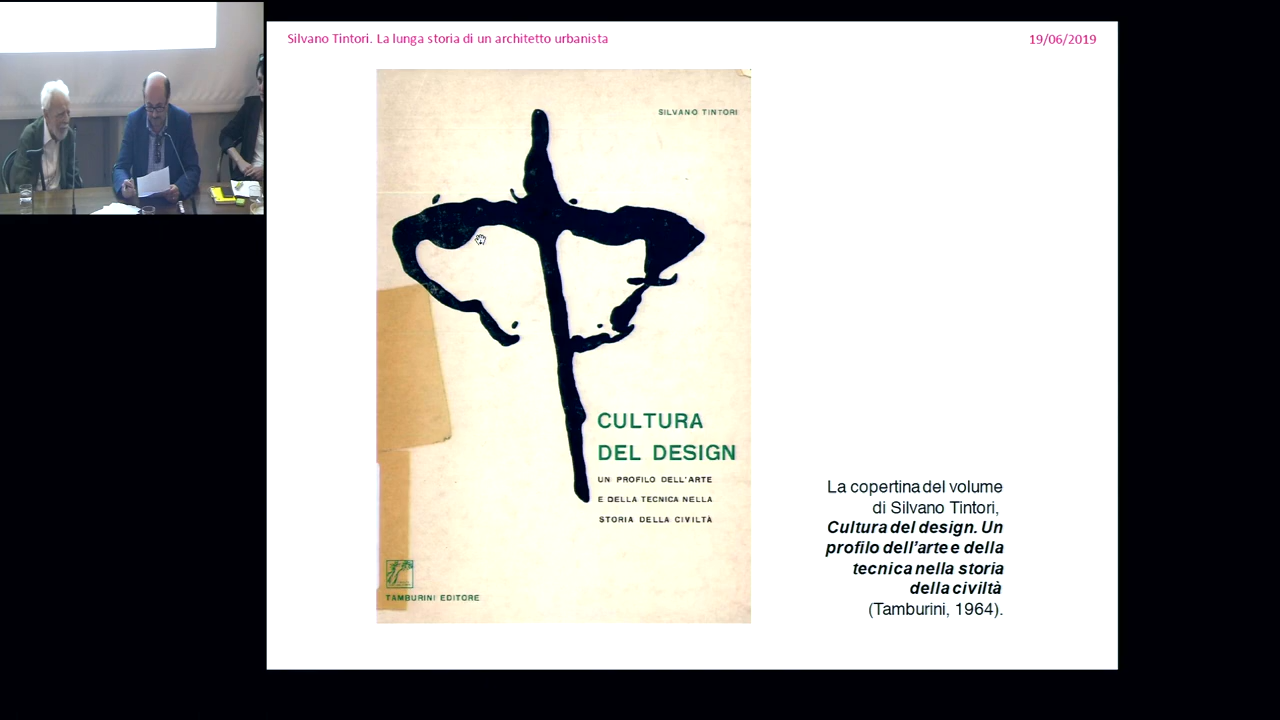 Silvano Tintori. La lunga storia di un architetto urbanista
19/06/2019
SILVANO TINTORI
CULTURA
DEL DESIGN
UN PROFILO DELL'ARTE
E DELLA TECNICA NELLA
STORIA DELLA CIVILTÀ
TAMBURINI EDITORE
La copertina del volume
di Silvano Tintori,
Cultura del design. Un
profilo dell’arte e della
tecnica nella storia
della civiltà
(Tamburini, 1964).